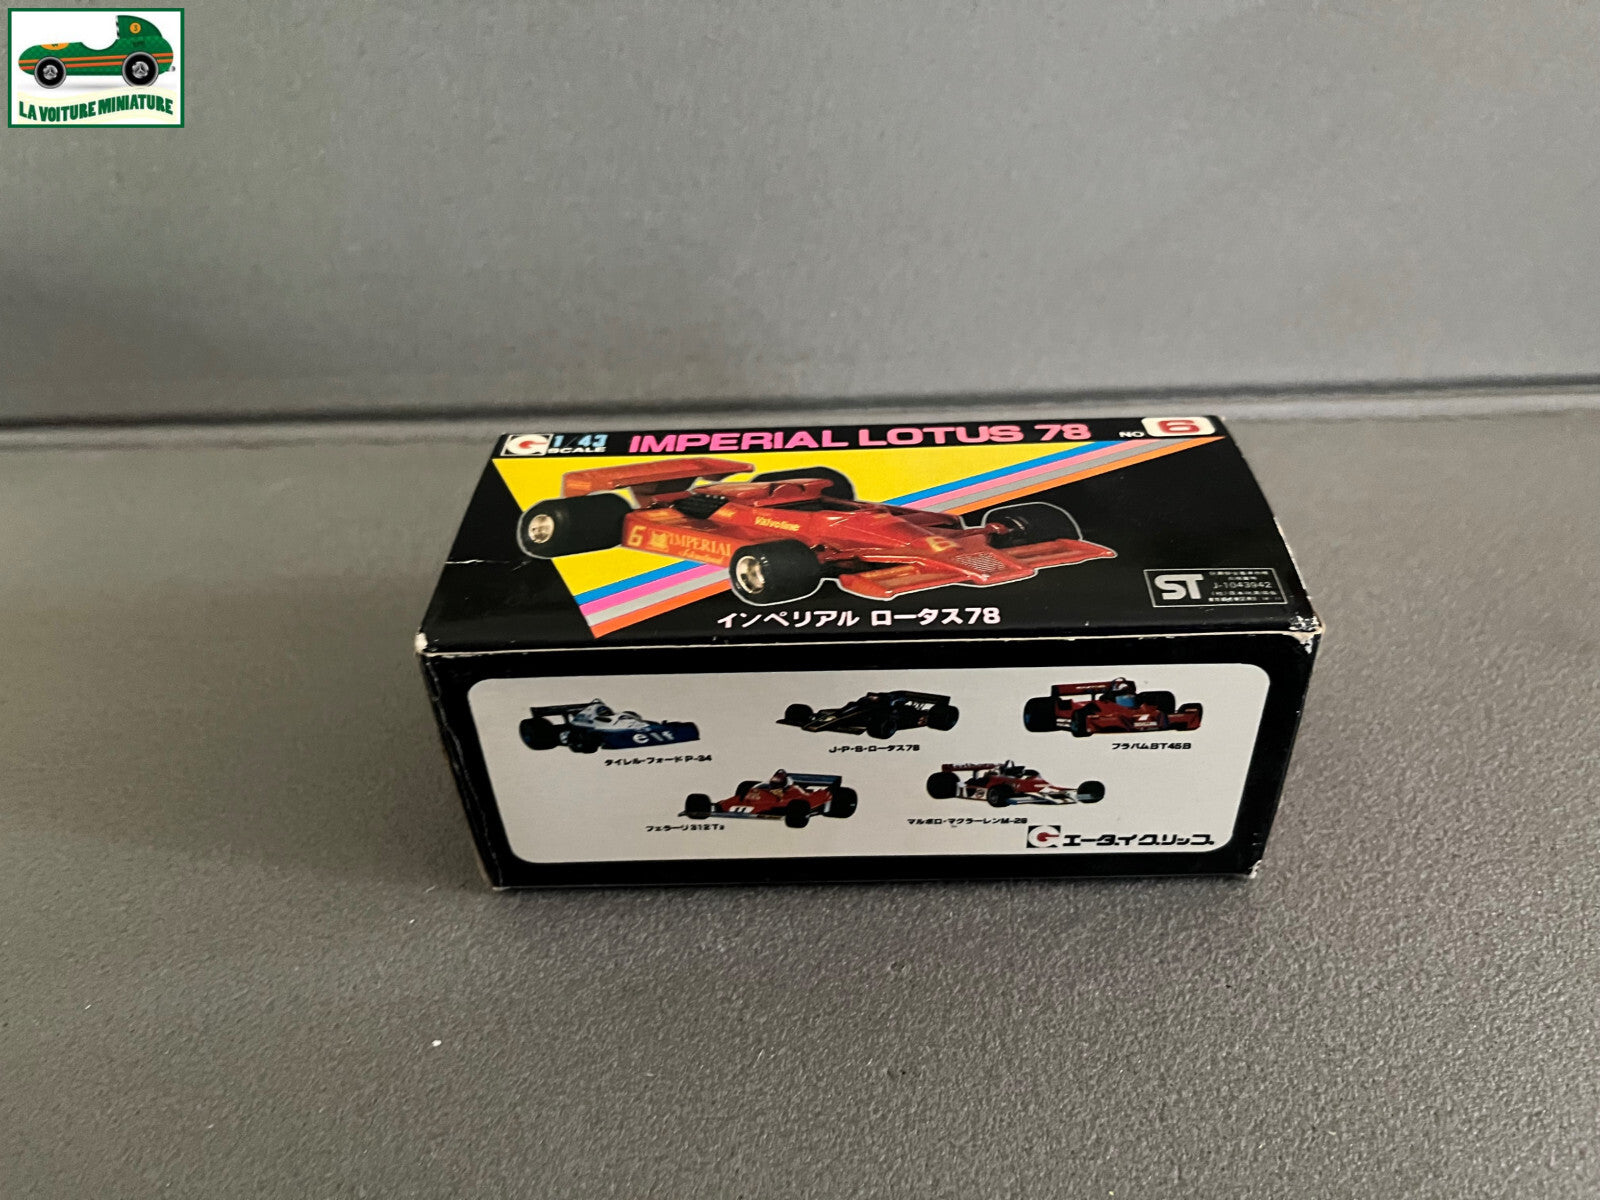 LA VOITURE MINIATURE
1/43
SCALE
IMPERIAL LOTUS 78
NO 6
Valvoline
6 IMPERIAL
6
ST
J-1043942
インペリアル ロータス78
elf
タイレル・フォード P-34
J・P・S・ロータス78
ブラバムBT45B
フェラーリ312T2
マルボロ・マクラーレンM-26
エーダイグリップ